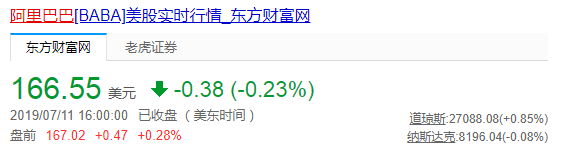 阿里巴巴[BABA]美股实时行情_东方财富网
东方财富网 老虎证券
166.55 美元 -0.38 (-0.23%)
2019/07/11 16:00:00 已收盘 (美东时间)
道琼斯:27088.08(+0.85%)
盘前 167.02 +0.47 +0.28%
纳斯达克:8196.04(-0.08%)